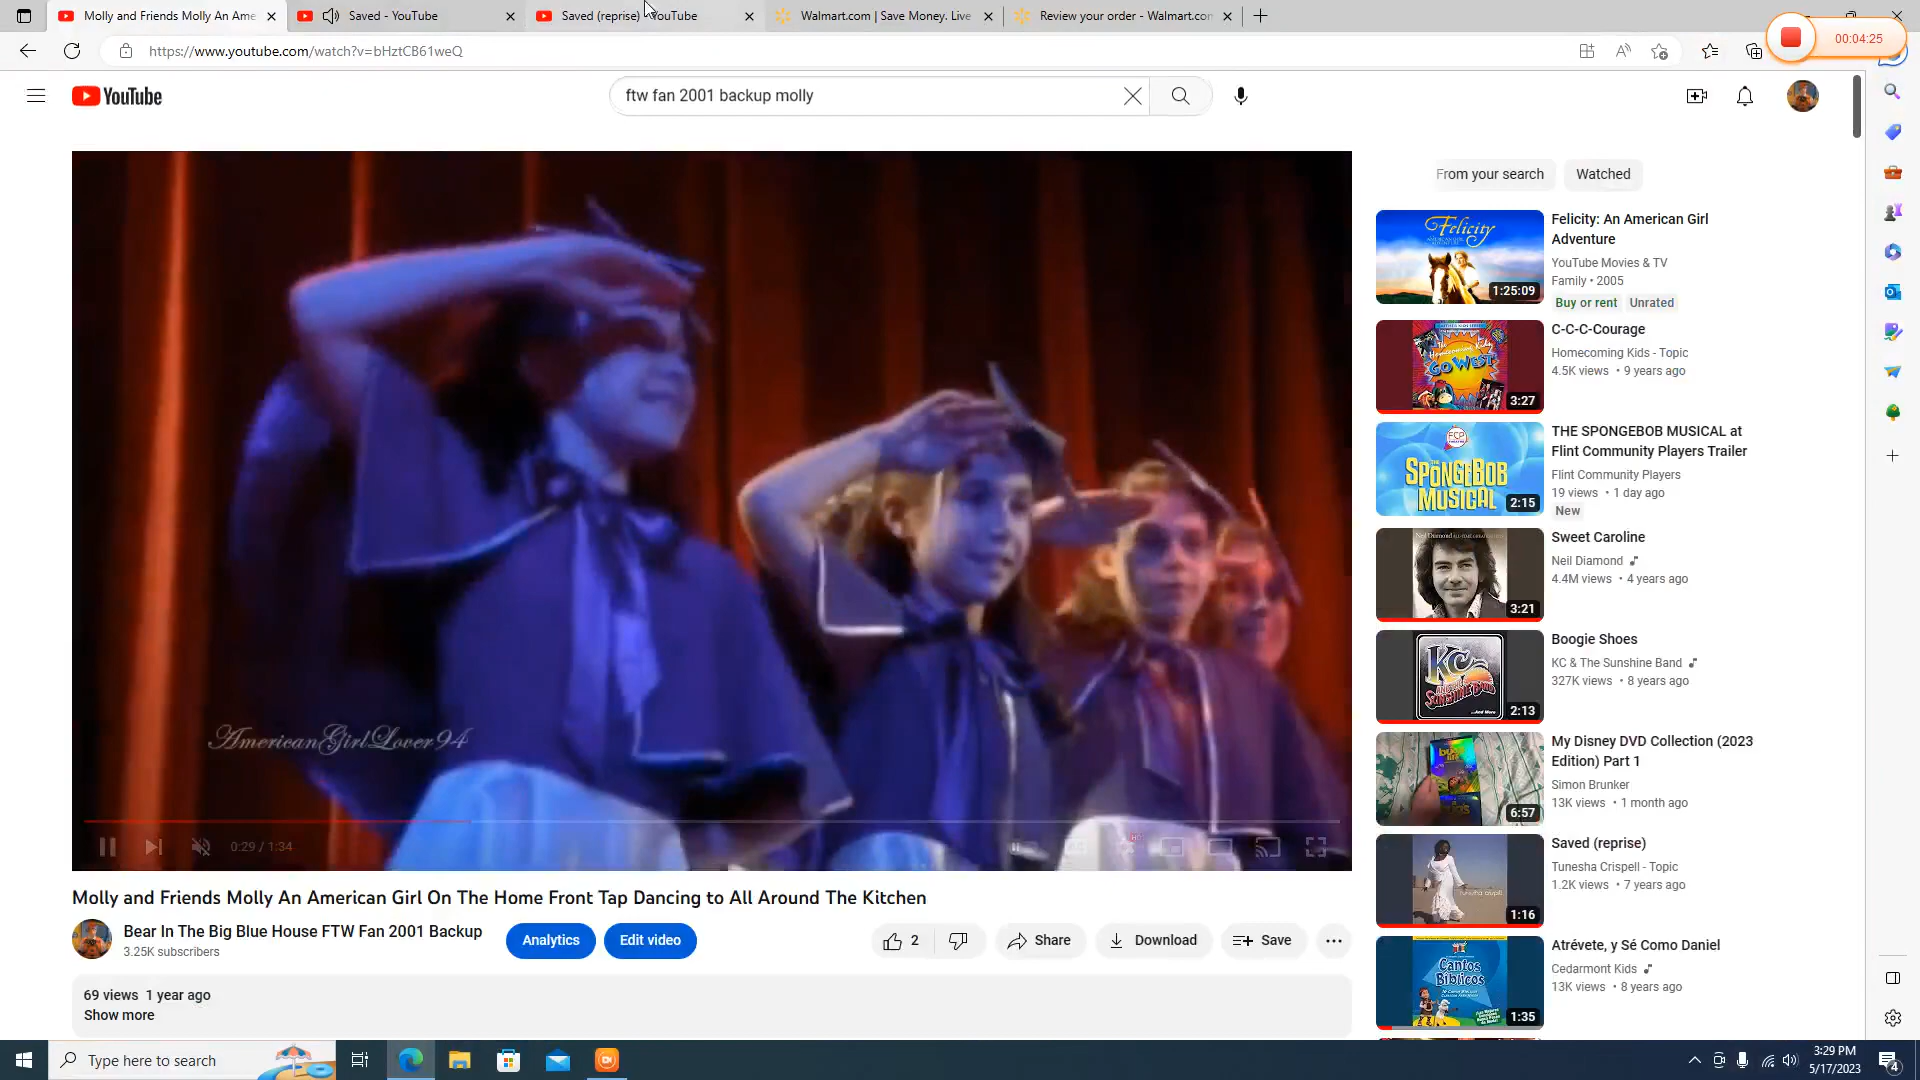 Molly and Friends Molly An Ame
Saved - YouTube
Saved (reprise) - YouTube
Walmart.com | Save Money. Live
Review your order - Walmart.com
00:04:25
https://www.youtube.com/watch?v=bHztCB61weQ
YouTube
ftw fan 2001 backup molly
From your search
Watched
Felicity
1:25:09
Felicity: An American Girl
Adventure
YouTube Movies & TV
Family • 2005
Buy or rent
Unrated
GO WEST
3:27
C-C-C-Courage
Homecoming Kids - Topic
4.5K views • 9 years ago
FCP
SPONGEBOB
MUSICAL
2:15
THE SPONGEBOB MUSICAL at
Flint Community Players Trailer
Flint Community Players
19 views • 1 day ago
New
3:21
Sweet Caroline
Neil Diamond
4.4M views • 4 years ago
KC
2:13
Boogie Shoes
KC & The Sunshine Band
327K views • 8 years ago
6:57
My Disney DVD Collection (2023
Edition) Part 1
Simon Brunker
13K views • 1 month ago
1:16
Saved (reprise)
Tunesha Crispell - Topic
1.2K views • 7 years ago
Cantos
Bíblicos
1:35
Atrévete, y Sé Como Daniel
Cedarmont Kids
13K views • 8 years ago
AmericanGirlLover94
0:29 / 1:34
Molly and Friends Molly An American Girl On The Home Front Tap Dancing to All Around The Kitchen
Bear In The Big Blue House FTW Fan 2001 Backup
3.25K subscribers
Analytics
Edit video
2
Share
Download
Save
69 views 1 year ago
Show more
Type here to search
3:29 PM
5/17/2023
4